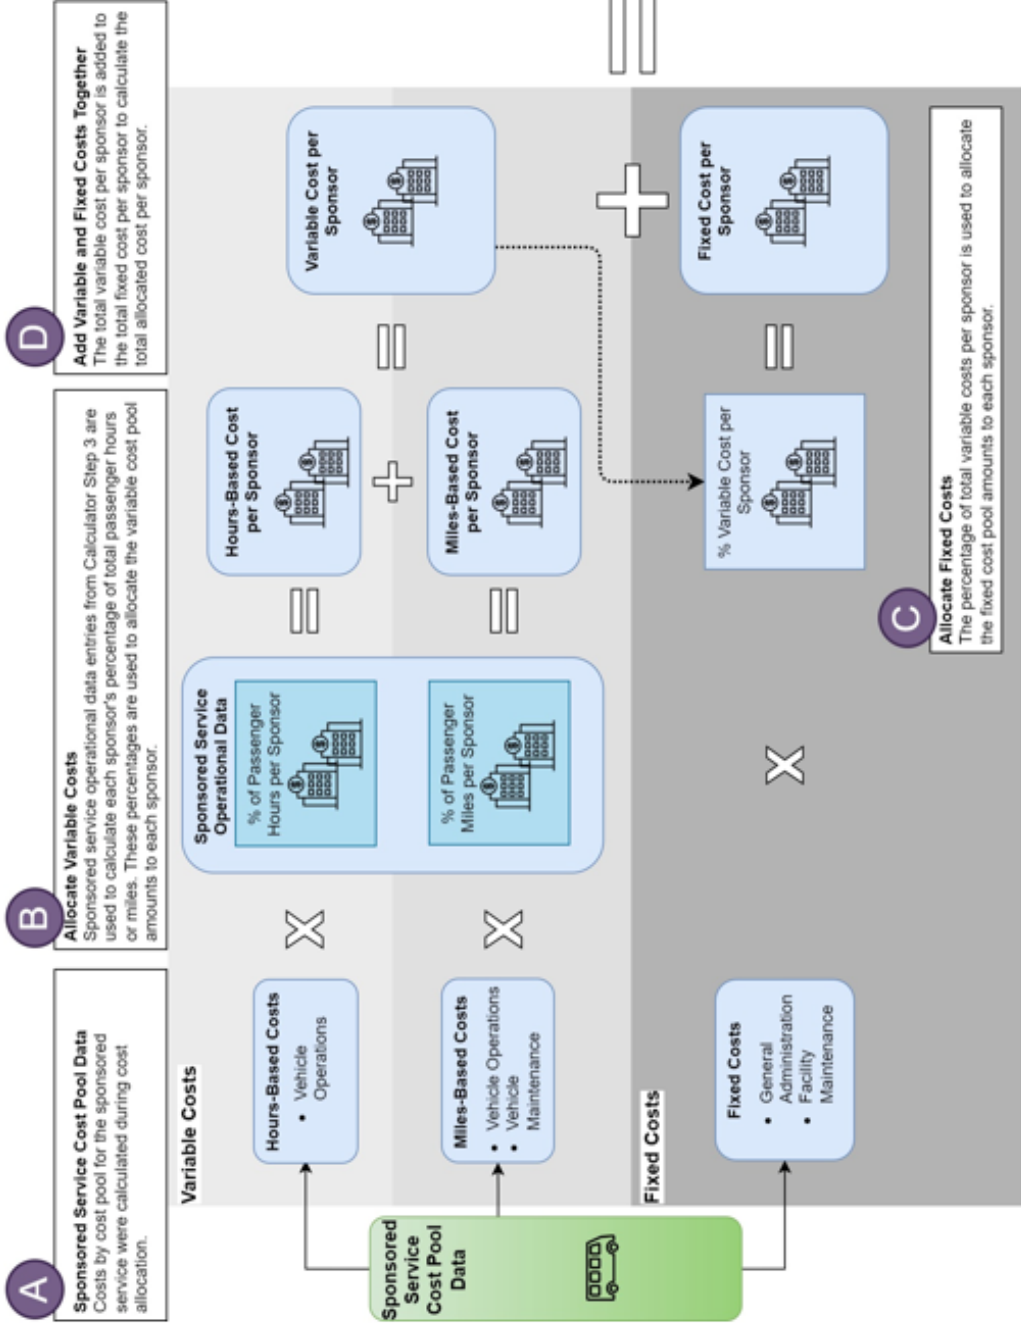 A
Sponsored Service Cost Pool Data
Costs by cost pool for the sponsored
service were calculated during cost
allocation.
B
Allocate Variable Costs
Sponsored service operational data entries from Calculator Step 3 are
used to calculate each sponsor's percentage of total passenger hours
or miles. These percentages are used to allocate the variable cost pool
amounts to each sponsor.
D
Add Variable and Fixed Costs Together
The total variable cost per sponsor is added to
the total fixed cost per sponsor to calculate the
total allocated cost per sponsor.
Variable Costs
Sponsored
Service
Cost Pool
Data
Hours-Based Costs
• Vehicle
Operations
X
Sponsored Service
Operational Data
% of Passenger
Hours per Sponsor
=
Hours-Based Cost
per Sponsor
+
Miles-Based Costs
• Vehicle Operations
• Vehicle
Maintenance
X
% of Passenger
Miles per Sponsor
=
Miles-Based Cost
per Sponsor
=
Variable Cost per
Sponsor
+
Fixed Costs
Fixed Costs
• General
Administration
• Facility
Maintenance
X
% Variable Cost per
Sponsor
=
Fixed Cost per
Sponsor
=
C
Allocate Fixed Costs
The percentage of total variable costs per sponsor is used to allocate
the fixed cost pool amounts to each sponsor.